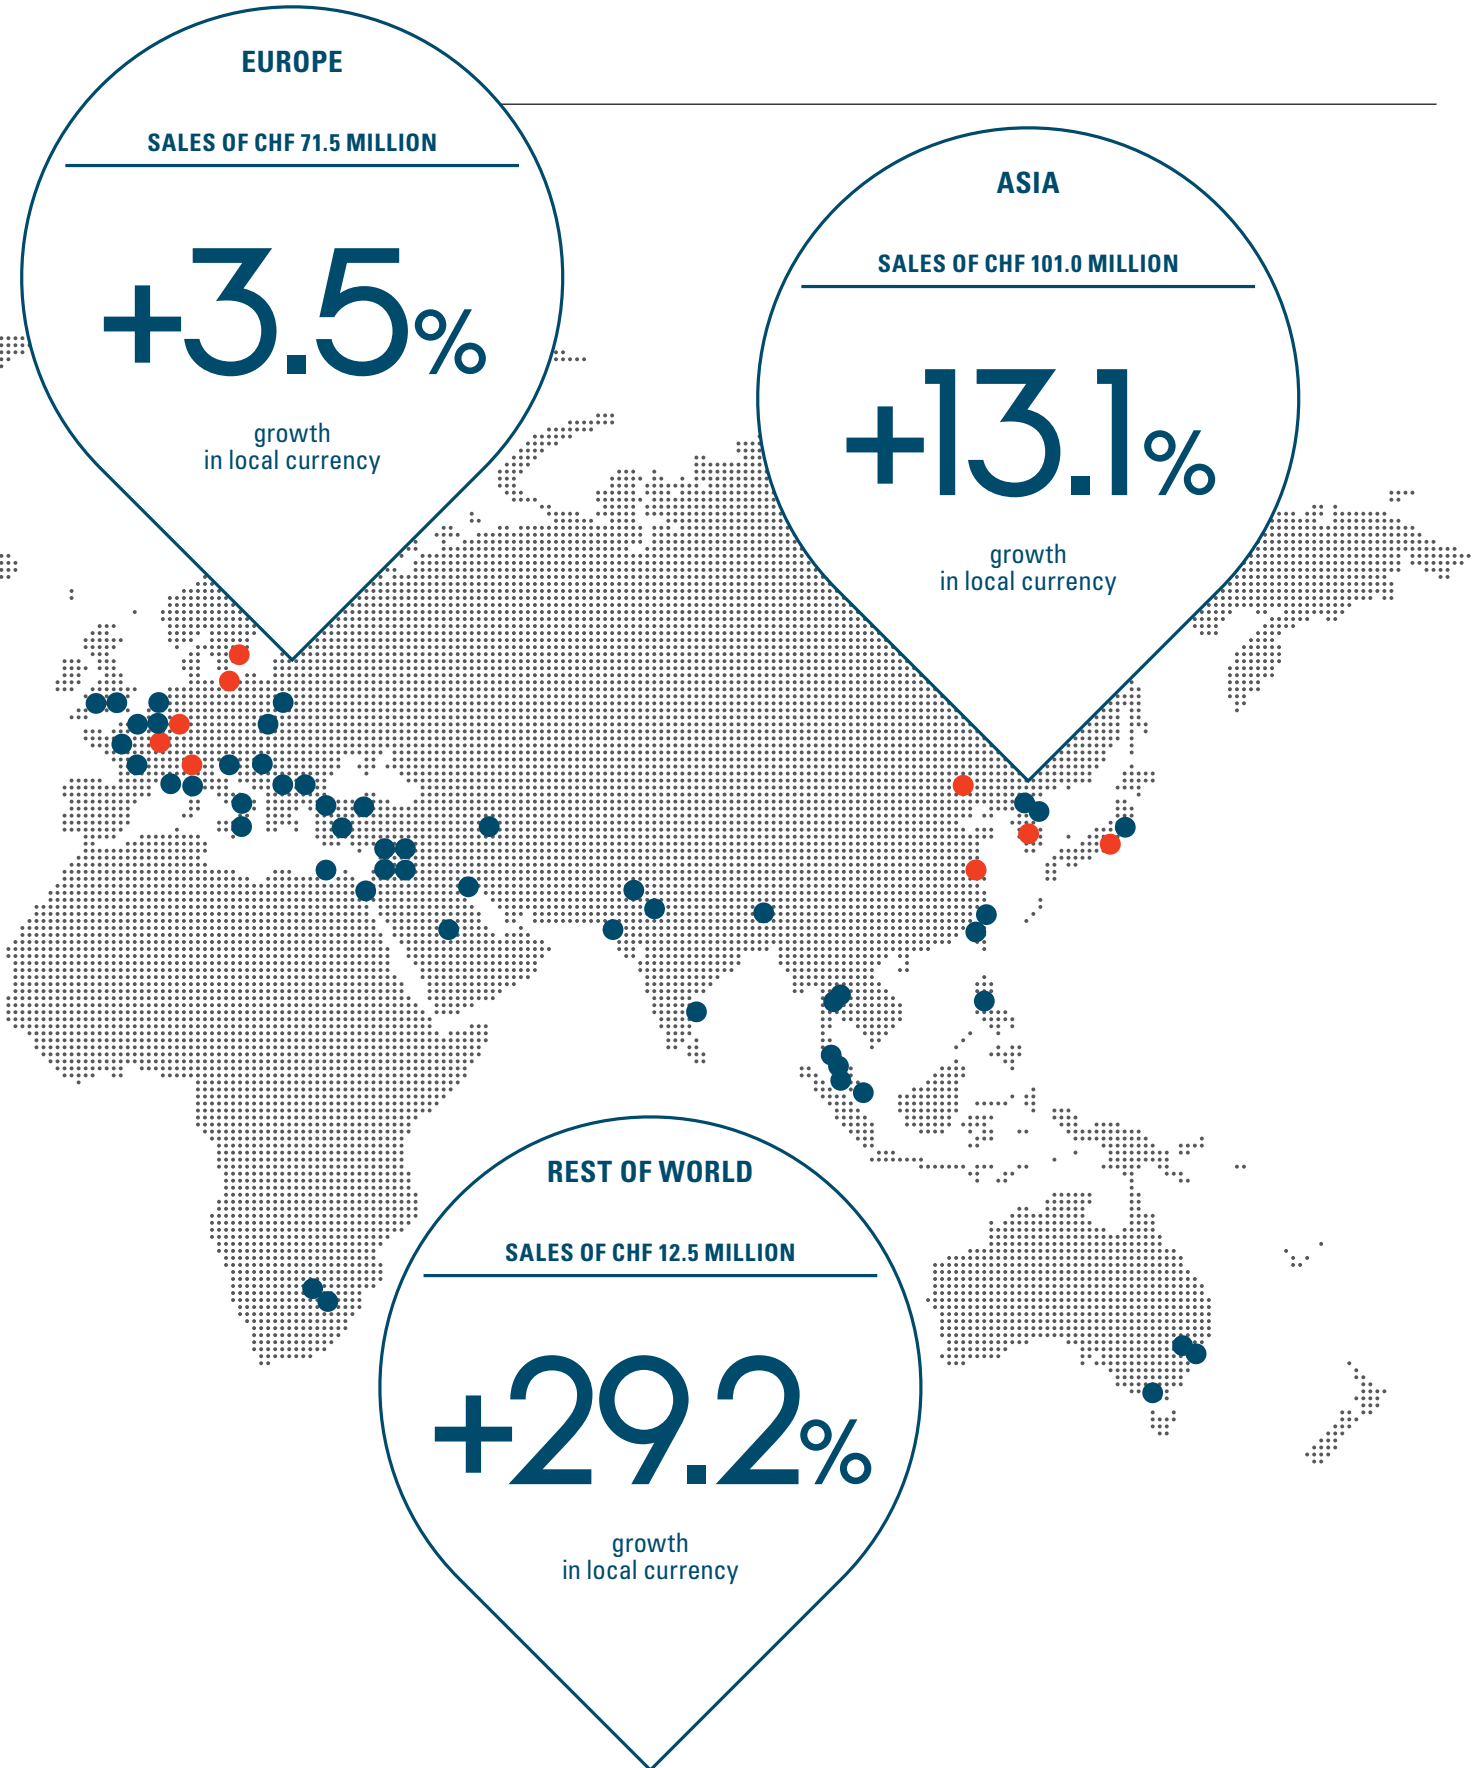 EUROPE
SALES OF CHF 71.5 MILLION
+3.5%
growth
in local currency
ASIA
SALES OF CHF 101.0 MILLION
+13.1%
growth
in local currency
REST OF WORLD
SALES OF CHF 12.5 MILLION
+29.2%
growth
in local currency